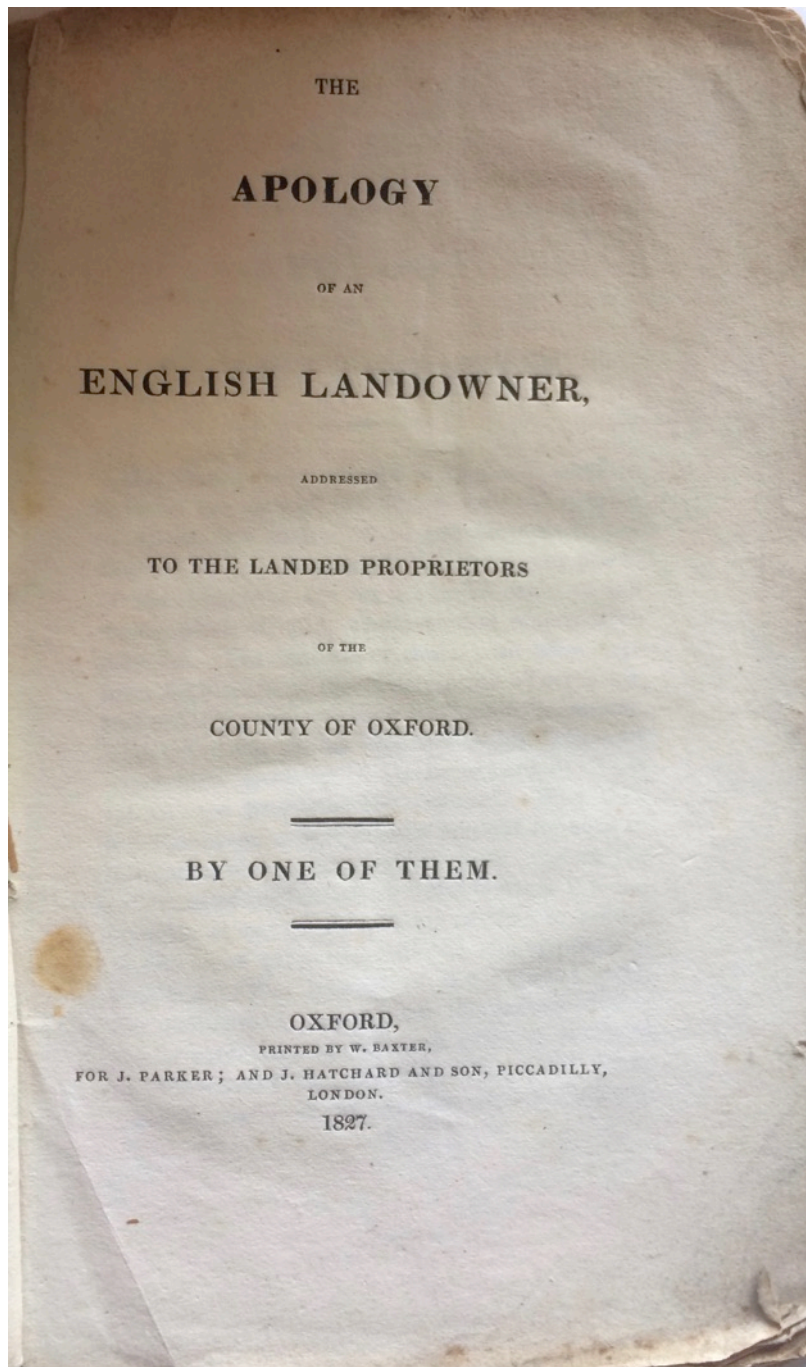 THE
APOLOGY
OF AN
ENGLISH LANDOWNER,
ADDRESSED
TO THE LANDED PROPRIETORS
OF THE
COUNTY OF OXFORD.
BY ONE OF THEM.
OXFORD,
PRINTED BY W. BAXTER,
FOR J. PARKER; AND J. HATCHARD AND SON, PICCADILLY,
LONDON.
1827.